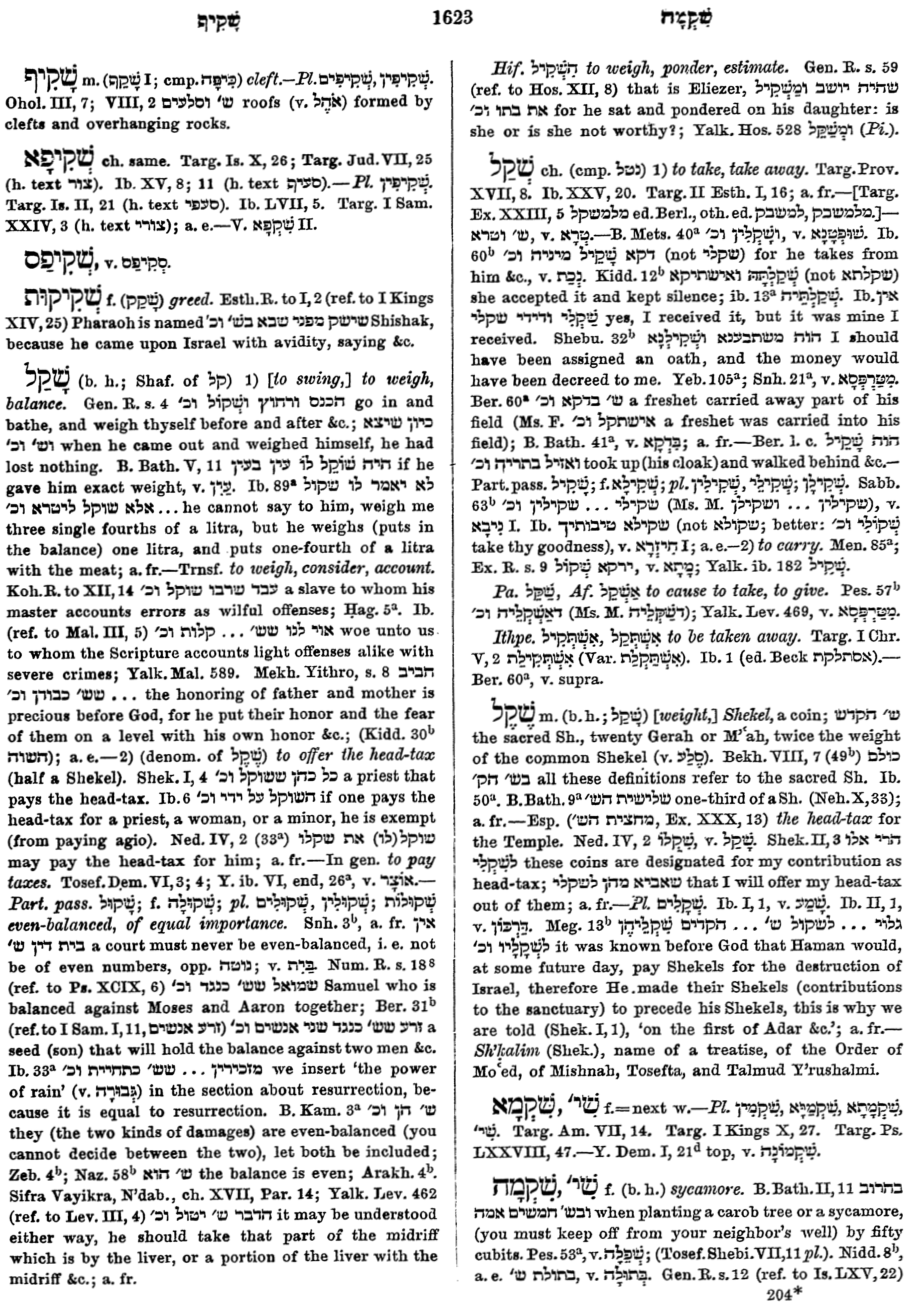 שָׁקִיף 1623 שִׁקְמָה
שָׁקִיף m. (שָׁקַף I; cmp. כִּיפָּה) cleft.—Pl. שְׁקִיפִים, שְׁקִיפִין.
Ohol. III, 7; VIII, 2 ש׳ וסלעים roofs (v. אֹהֶל) formed by
clefts and overhanging rocks.
שְׁקִיפָא ch. same. Targ. Is. X, 26; Targ. Jud. VII, 25
(h. text צור). Ib. XV, 8; 11 (h. text סעיף).—Pl. שְׁקִיפִין.
Targ. Is. II, 21 (h. text סעפי). Ib. LVII, 5. Targ. I Sam.
XXIV, 3 (h. text צורי); a. e.—V. שְׁקָפָא II.
שְׁקִיפַס, v. סְקִיפַס.
שְׁקִיקוּת f. (שָׁקַק) greed. Esth. R. to I, 2 (ref. to I Kings
XIV, 25) Pharaoh is named שישק מפני שבא בש׳ וכ׳ Shishak,
because he came upon Israel with avidity, saying &c.
שָׁקַל (b. h.; Shaf. of קל) 1) [to swing,] to weigh,
balance. Gen. R. s. 4 הכנס ורחוץ ושְׁקוֹל וכ׳ go in and
bathe, and weigh thyself before and after &c.; כיון שיצא
וש׳ וכ׳ when he came out and weighed himself, he had
lost nothing. B. Bath. V, 11 היה שׁוֹקֵל לוֹ עין בעין if he
gave him exact weight, v. עַיִן. Ib. 89ᵃ לא יאמר לו שקול
אלא שוקל ליטרא וכ׳ ... he cannot say to him, weigh me
three single fourths of a litra, but he weighs (puts in
the balance) one litra, and puts one-fourth of a litra
with the meat; a. fr.—Trnsf. to weigh, consider, account.
Koh. R. to XII, 14 עבד שרבו שוקל וכ׳ a slave to whom his
master accounts errors as wilful offenses; Ḥag. 5ᵃ. Ib.
(ref. to Mal. III, 5) אוי לנו שש׳ ... קלות וכ׳ woe unto us
to whom the Scripture accounts light offenses alike with
severe crimes; Yalk. Mal. 589. Mekh. Yithro, s. 8 חביב
שש׳ כבודן וכ׳ ... the honoring of father and mother is
precious before God, for he put their honor and the fear
of them on a level with his own honor &c.; (Kidd. 30ᵇ
השוה); a. e.—2) (denom. of שֶׁקֶל) to offer the head-tax
(half a Shekel). Shek. I, 4 כל כהן ששוקל וכ׳ a priest that
pays the head-tax. Ib. 6 השוקל על ידי וכ׳ if one pays the
head-tax for a priest, a woman, or a minor, he is exempt
(from paying agio). Ned. IV, 2 (33ᵃ) שוקל (לו) את שקלו
may pay the head-tax for him; a. fr.—In gen. to pay
taxes. Tosef. Dem. VI, 3; 4; Y. ib. VI, end, 26ᵃ, v. אוֹצָר.—
Part. pass. שָׁקוּל; f. שְׁקוּלָה; pl. שְׁקוּלִים, שְׁקוּלִין; שְׁקוּלוֹת
even-balanced, of equal importance. Snh. 3ᵇ, a. fr. אין
בית דין ש׳ a court must never be even-balanced, i. e. not
be of even numbers, opp. נוטה; v. בַּיִת. Num. R. s. 18⁸
(ref. to Ps. XCIX, 6) שמואל שש׳ כנגד וכ׳ Samuel who is
balanced against Moses and Aaron together; Ber. 31ᵇ
(ref. to I Sam. I, 11, זרע אנשים) זרע שש׳ כנגד שני אנשים וכ׳ a
seed (son) that will hold the balance against two men &c.
Ib. 33ᵃ מזכירין ... שש׳ כתחיית וכ׳ we insert ‘the power
of rain’ (v. גְּבוּרָה) in the section about resurrection, be-
cause it is equal to resurrection. B. Kam. 3ᵃ ש׳ הן וכ׳
they (the two kinds of damages) are even-balanced (you
cannot decide between the two), let both be included;
Zeb. 4ᵇ; Naz. 58ᵇ ש׳ הוא the balance is even; Arakh. 4ᵇ.
Sifra Vayikra, N'dab., ch. XVII, Par. 14; Yalk. Lev. 462
(ref. to Lev. III, 4) הדבר ש׳ יטול וכ׳ it may be understood
either way, he should take that part of the midriff
which is by the liver, or a portion of the liver with the
midriff &c.; a. fr.
Hif. הִשְׁקִיל to weigh, ponder, estimate. Gen. R. s. 59
(ref. to Hos. XII, 8) that is Eliezer, שהיה יושב ומַשְׁקִיל
את בתו וכ׳ for he sat and pondered on his daughter: is
she or is she not worthy?; Yalk. Hos. 528 ומְשַׁקֵּל (Pi.).
שְׁקַל ch. (cmp. נטל) 1) to take, take away. Targ. Prov.
XVII, 8. Ib. XXV, 20. Targ. II Esth. I, 16; a. fr.—[Targ.
Ex. XXIII, 5 מלמשקל ed. Berl., oth. ed. מלמשבק, למשבק.]—
ש׳ וטרא, v. טְרָא.—B. Mets. 40ᵃ ושָׁקְלִין וכ׳, v. שׁוּפְטָנָא. Ib.
60ᵇ דקא שָׁקֵיל מיניה וכ׳ (not שקלי) for he takes from
him &c., v. נְכַת. Kidd. 12ᵇ שְׁקַלְתָּהּ ואישתיקא (not שקלתא)
she accepted it and kept silence; ib. 13ᵃ שְׁקַלְתֵּיהּ. Ib. אין
שְׁקַלִי ודידי שקלי yes, I received it, but it was mine I
received. Shebu. 32ᵇ הוה משתבענא ושָׁקֵילְנָא I should
have been assigned an oath, and the money would
have been decreed to me. Yeb. 105ᵃ; Snh. 21ᵃ, v. מִטְּרַפְּסָא.
Ber. 60ᵃ ש׳ בדקא וכ׳ a freshet carried away part of his
field (Ms. F. אישתקל וכ׳ a freshet was carried into his
field); B. Bath. 41ᵃ, v. בִּדְקָא; a. fr.—Ber. l. c. הוה שָׁקֵיל
ואזיל בתריה וכ׳ took up (his cloak) and walked behind &c.—
Part. pass. שְׁקִיל; f. שְׁקִילָא; pl. שְׁקִילִין, שְׁקִילֵי; שְׁקִילָן. Sabb.
63ᵇ שקילי ... שקילין וכ׳ (Ms. M. שקילין ... ושקילן), v.
נֵיבָא I. Ib. שקילא טיבותיך (not שקולא; better: שְׁקוֹלִי וכ׳
take thy goodness), v. חִיזְרָא I; a. e.—2) to carry. Men. 85ᵃ;
Ex. R. s. 9 ירקא שְׁקוֹל, v. מָתָא; Yalk. ib. 182 שְׁקֵיל.
Pa. שַׁקֵּל, Af. אַשְׁקֵל to cause to take, to give. Pes. 57ᵇ
דאַשְׁקְלֵיהּ וכ׳ (Ms. M. דשַׁקְּלֵיהּ); Yalk. Lev. 469, v. מִטְּרַפְּסָא.
Ithpe. אִשְׁתְּקֵל, אִשְׁתְּקִיל to be taken away. Targ. I Chr.
V, 2 אִשְׁתְּקִילַת (Var. אִשְׁתַּקְלַת). Ib. 1 (ed. Beck אסתלקת).—
Ber. 60ᵃ, v. supra.
שֶׁקֶל m. (b. h.; שָׁקַל) [weight,] Shekel, a coin; ש׳ הקדש
the sacred Sh., twenty Gerah or M‘ah, twice the weight
of the common Shekel (v. סֶלַע). Bekh. VIII, 7 (49ᵇ) כולם
בש׳ הק׳ all these definitions refer to the sacred Sh. Ib.
50ᵃ. B. Bath. 9ᵃ שלישית הש׳ one-third of a Sh. (Neh. X, 33);
a. fr.—Esp. (מחצית הש׳, Ex. XXX, 13) the head-tax for
the Temple. Ned. IV, 2 שִׁקְלוֹ, v. שָׁקַל. Shek. II, 3 הרי אלו
לשִׁקְלִי these coins are designated for my contribution as
head-tax; שאביא מהן לשקלי that I will offer my head-tax
out of them; a. fr.—Pl. שְׁקָלִים. Ib. I, 1, v. שָׁמַע. Ib. II, 1,
v. דַּרְכּוֹן. Meg. 13ᵇ גלוי ... לשקול ש׳ ... הקדים שִׁקְלֵיהֶן
לשְׁקָלָיו וכ׳ it was known before God that Haman would,
at some future day, pay Shekels for the destruction of
Israel, therefore He made their Shekels (contributions
to the sanctuary) to precede his Shekels, this is why we
are told (Shek. I, 1), ‘on the first of Adar &c.’; a. fr.—
Sh'ḳalim (Shek.), name of a treatise, of the Order of
Mo‘ed, of Mishnah, Tosefta, and Talmud Y'rushalmi.
שִׁקְמָא, שִׁי׳ f.=next w.—Pl. שִׁקְמִין, שִׁקְמַיָּא, שִׁקְמָתָא,
שִׁי׳. Targ. Am. VII, 14. Targ. I Kings X, 27. Targ. Ps.
LXXVIII, 47.—Y. Dem. I, 21ᵈ top, v. שִׁקְמוֹנָה.
שִׁקְמָה, שִׁי׳ f. (b. h.) sycamore. B. Bath. II, 11 בחרוב
ובש׳ חמשים אמה when planting a carob tree or a sycamore,
(you must keep off from your neighbor's well) by fifty
cubits. Pes. 53ᵃ, v. שְׁפֵלָה; (Tosef. Shebi. VII, 11 pl.). Nidd. 8ᵇ,
a. e. בתולת ש׳, v. בְּתוּלָה. Gen. R. s. 12 (ref. to Is. LXV, 22)
204*